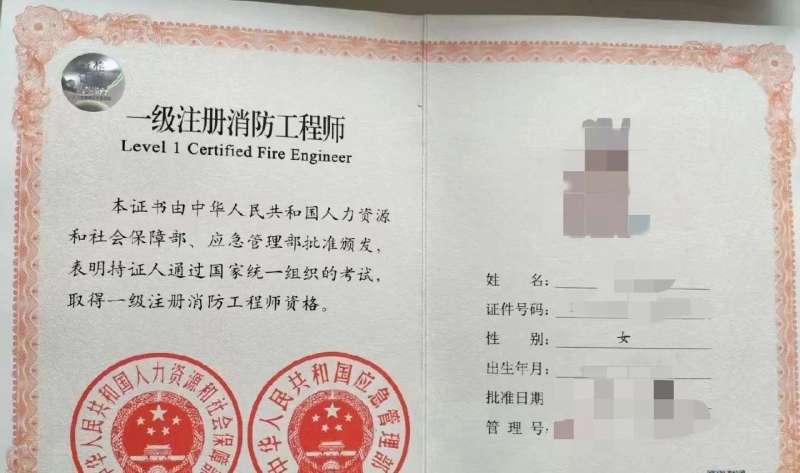 一级注册消防工程师
Level 1 Certified Fire Engineer
本证书由中华人民共和国人力资源
和社会保障部、应急管理部批准颁发,
表明持证人通过国家统一组织的考试,
取得一级注册消防工程师资格。
中华人民共和国人力资源和社会保障部
中华人民共和国应急管理部
姓 名:
证件号码:
性 别: 女
出生年月:
批准日期
管 理 号: